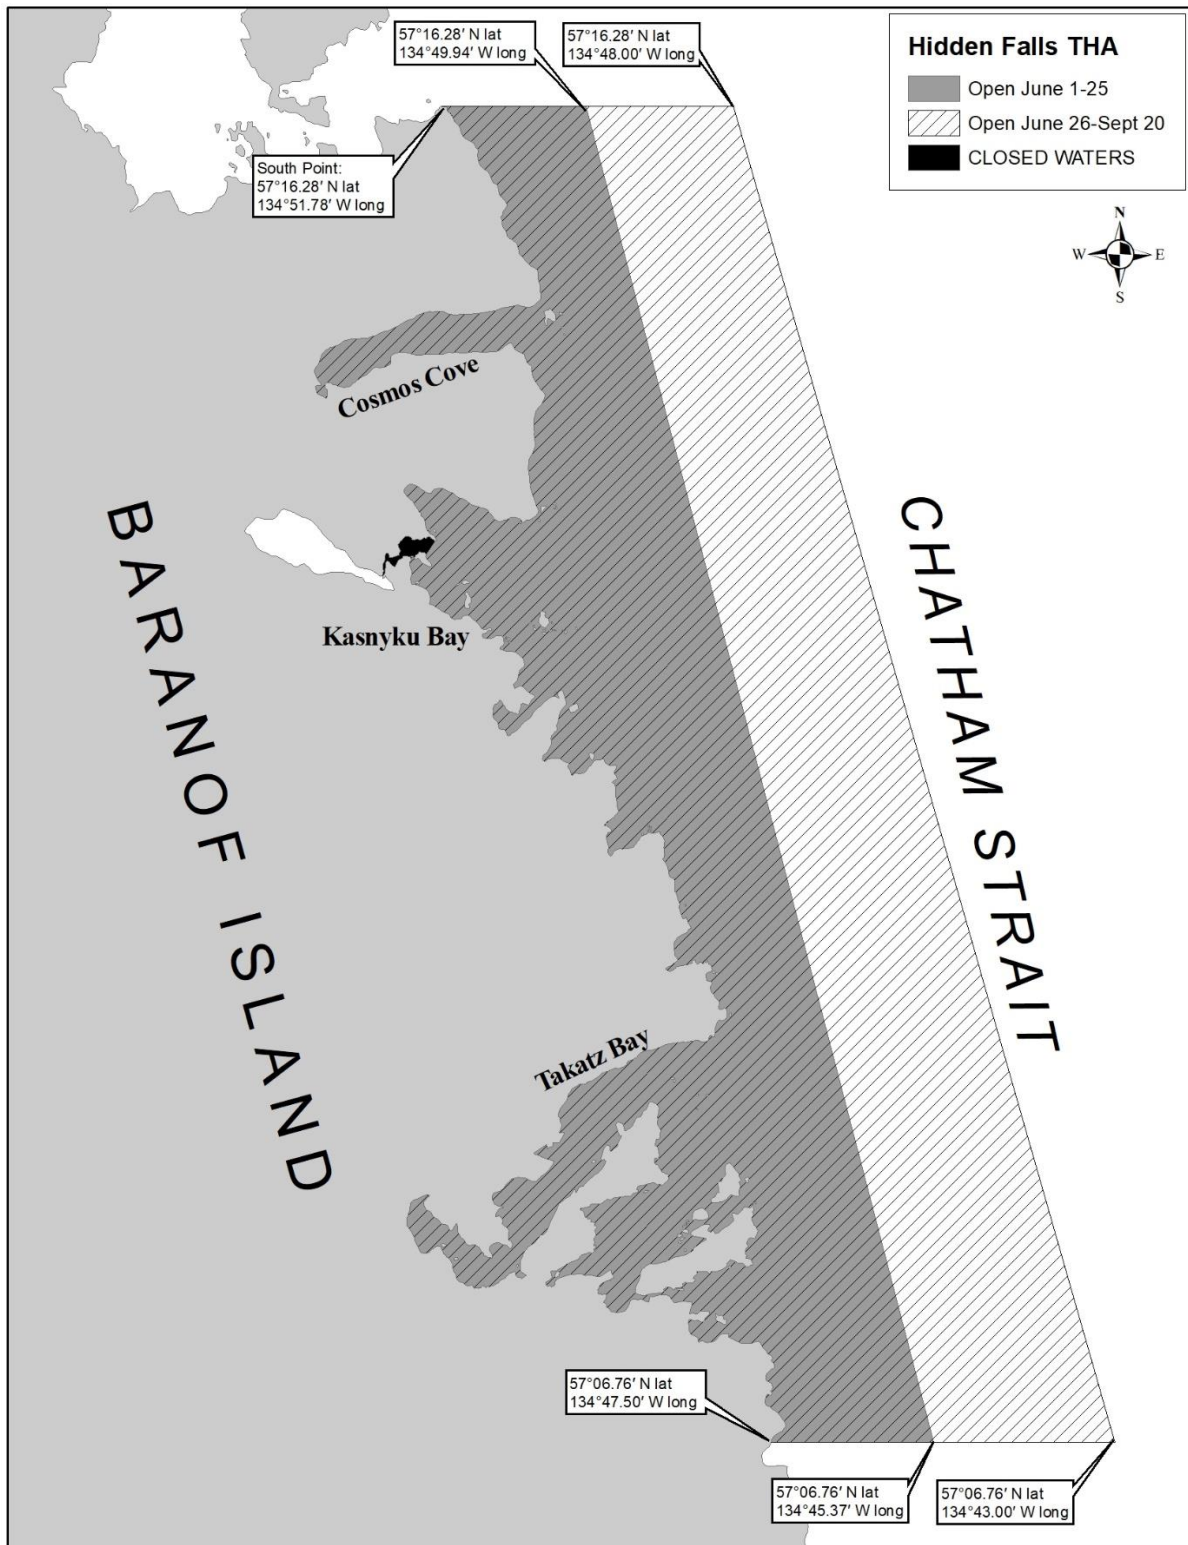 57°16.28′ N lat
134°49.94′ W long
57°16.28′ N lat
134°48.00′ W long
Hidden Falls THA
Open June 1-25
Open June 26-Sept 20
CLOSED WATERS
South Point:
57°16.28′ N lat
134°51.78′ W long
N
W
E
S
Cosmos Cove
Kasnyku Bay
BARANOF ISLAND
CHATHAM STRAIT
Takatz Bay
57°06.76′ N lat
134°47.50′ W long
57°06.76′ N lat
134°45.37′ W long
57°06.76′ N lat
134°43.00′ W long